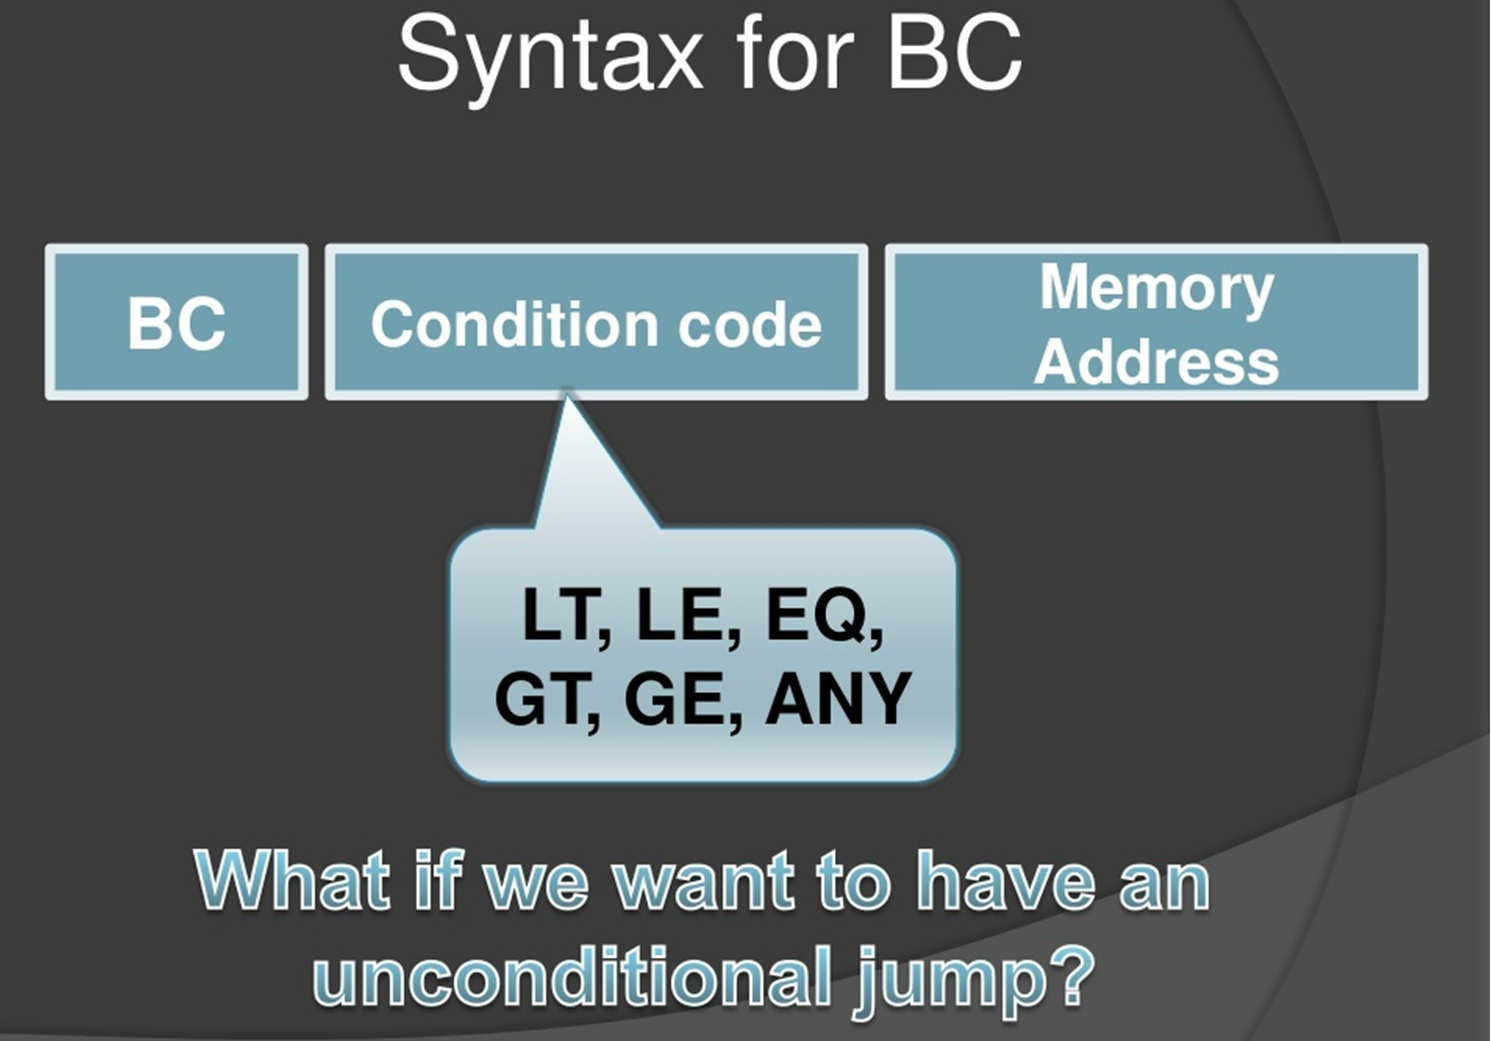 Syntax for BC
BC
Condition code
Memory
Address
LT, LE, EQ,
GT, GE, ANY
What if we want to have an
unconditional jump?